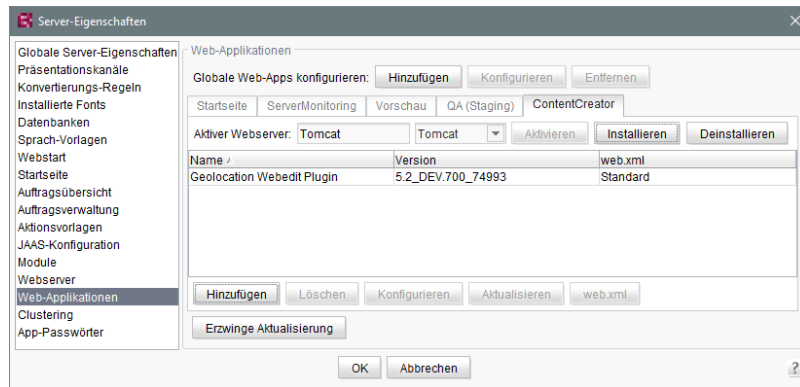 Server-Eigenschaften
Globale Server-Eigenschaften
Präsentationskanäle
Konvertierungs-Regeln
Installierte Fonts
Datenbanken
Sprach-Vorlagen
Webstart
Startseite
Auftragsübersicht
Auftragsverwaltung
Aktionsvorlagen
JAAS-Konfiguration
Module
Webserver
Web-Applikationen
Clustering
App-Passwörter
Web-Applikationen
Globale Web-Apps konfigurieren: Hinzufügen Konfigurieren Entfernen
Startseite ServerMonitoring Vorschau QA (Staging) ContentCreator
Aktiver Webserver: Tomcat Tomcat Aktivieren Installieren Deinstallieren
Name Version web.xml
Geolocation Webedit Plugin 5.2_DEV.700_74993 Standard
Hinzufügen Löschen Konfigurieren Aktualisieren web.xml
Erzwinge Aktualisierung
OK Abbrechen
?